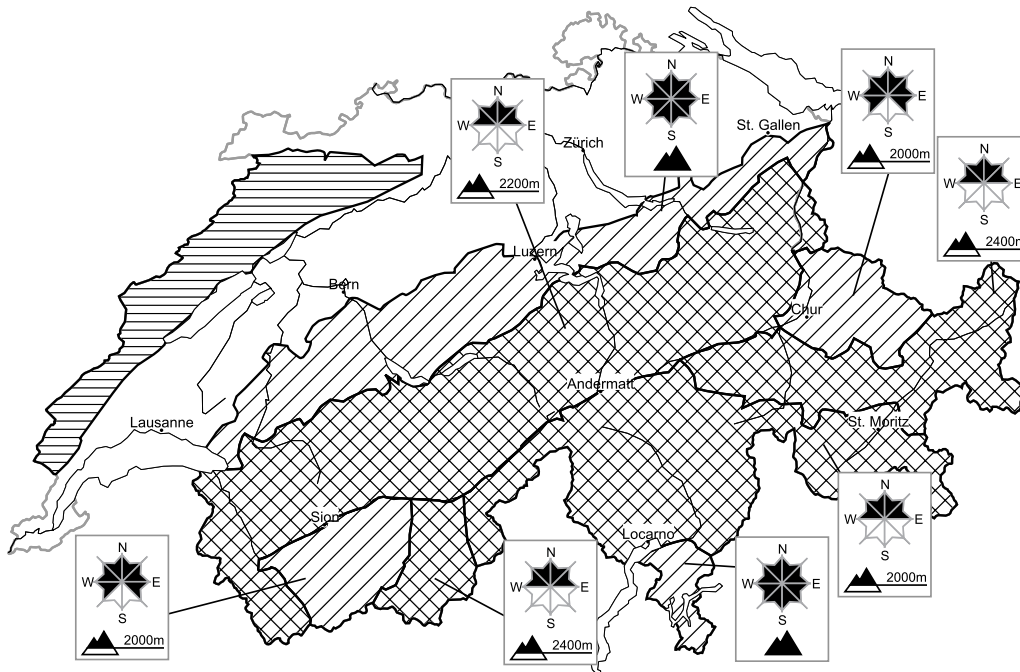 N
W E
S
2200m
N
W E
S
N
W E
S
2000m
N
W E
S
2400m
St. Gallen
Zürich
Luzern
Bern
Chur
Andermatt
Lausanne
St. Moritz
Sion
Locarno
N
W E
S
2000m
N
W E
S
2000m
N
W E
S
2400m
N
W E
S